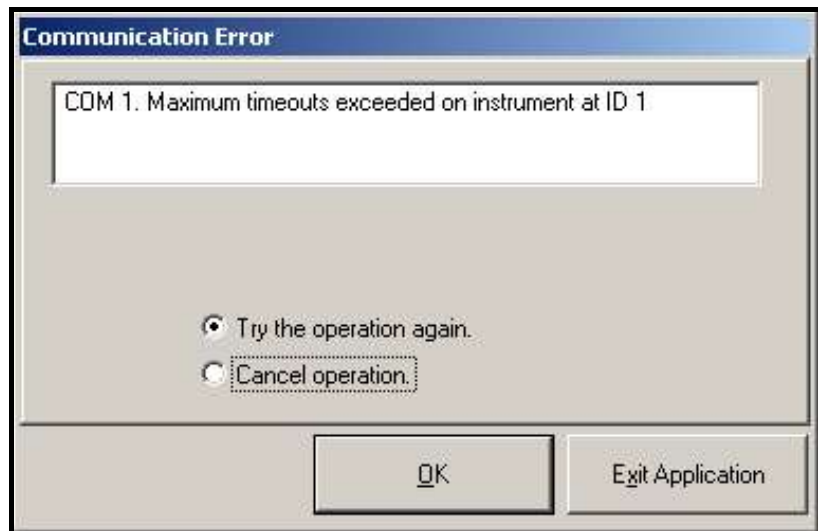 Communication Error
COM 1. Maximum timeouts exceeded on instrument at ID 1
Try the operation again.
Cancel operation.
OK
Exit Application